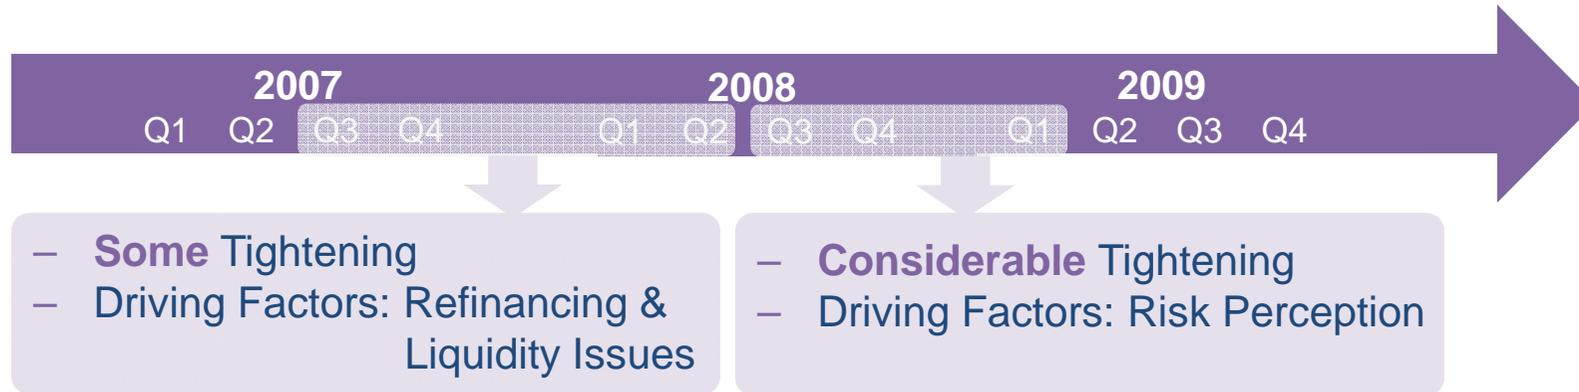 2007 2008 2009
Q1 Q2 Q3 Q4 Q1 Q2 Q3 Q4 Q1 Q2 Q3 Q4
– Some Tightening
– Driving Factors: Refinancing &
Liquidity Issues
– Considerable Tightening
– Driving Factors: Risk Perception